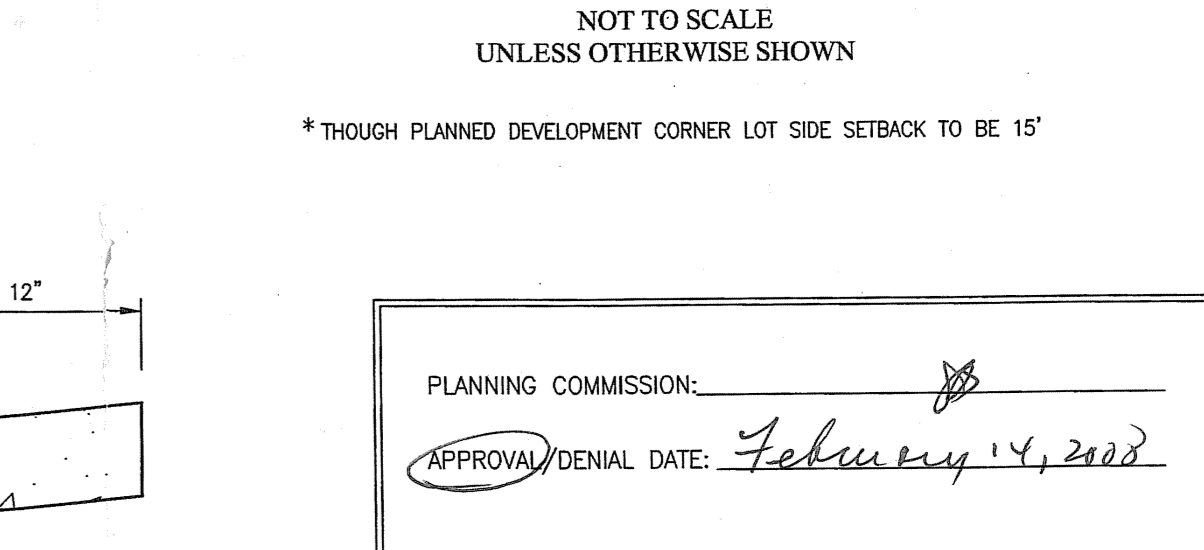 NOT TO SCALE
UNLESS OTHERWISE SHOWN
* THOUGH PLANNED DEVELOPMENT CORNER LOT SIDE SETBACK TO BE 15'
12"
PLANNING COMMISSION:
APPROVAL/DENIAL DATE: February 14, 2008